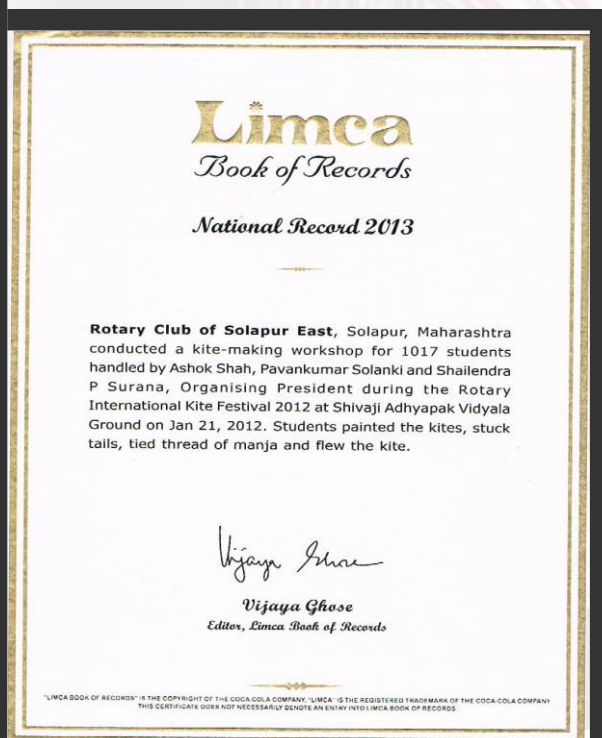 Limca
Book of Records
National Record 2013
Rotary Club of Solapur East, Solapur, Maharashtra
conducted a kite-making workshop for 1017 students
handled by Ashok Shah, Pavankumar Solanki and Shailendra
P Surana, Organising President during the Rotary
International Kite Festival 2012 at Shivaji Adhyapak Vidyala
Ground on Jan 21, 2012. Students painted the kites, stuck
tails, tied thread of manja and flew the kite.
Vijaya Ghose
Vijaya Ghose
Editor, Limca Book of Records
"LIMCA BOOK OF RECORDS" IS THE COPYRIGHT OF THE COCA COLA COMPANY, "LIMCA" IS THE REGISTERED TRADEMARK OF THE COCA-COLA COMPANY
THIS CERTIFICATE DOES NOT NECESSARILY DENOTE AN ENTRY INTO LIMCA BOOK OF RECORDS